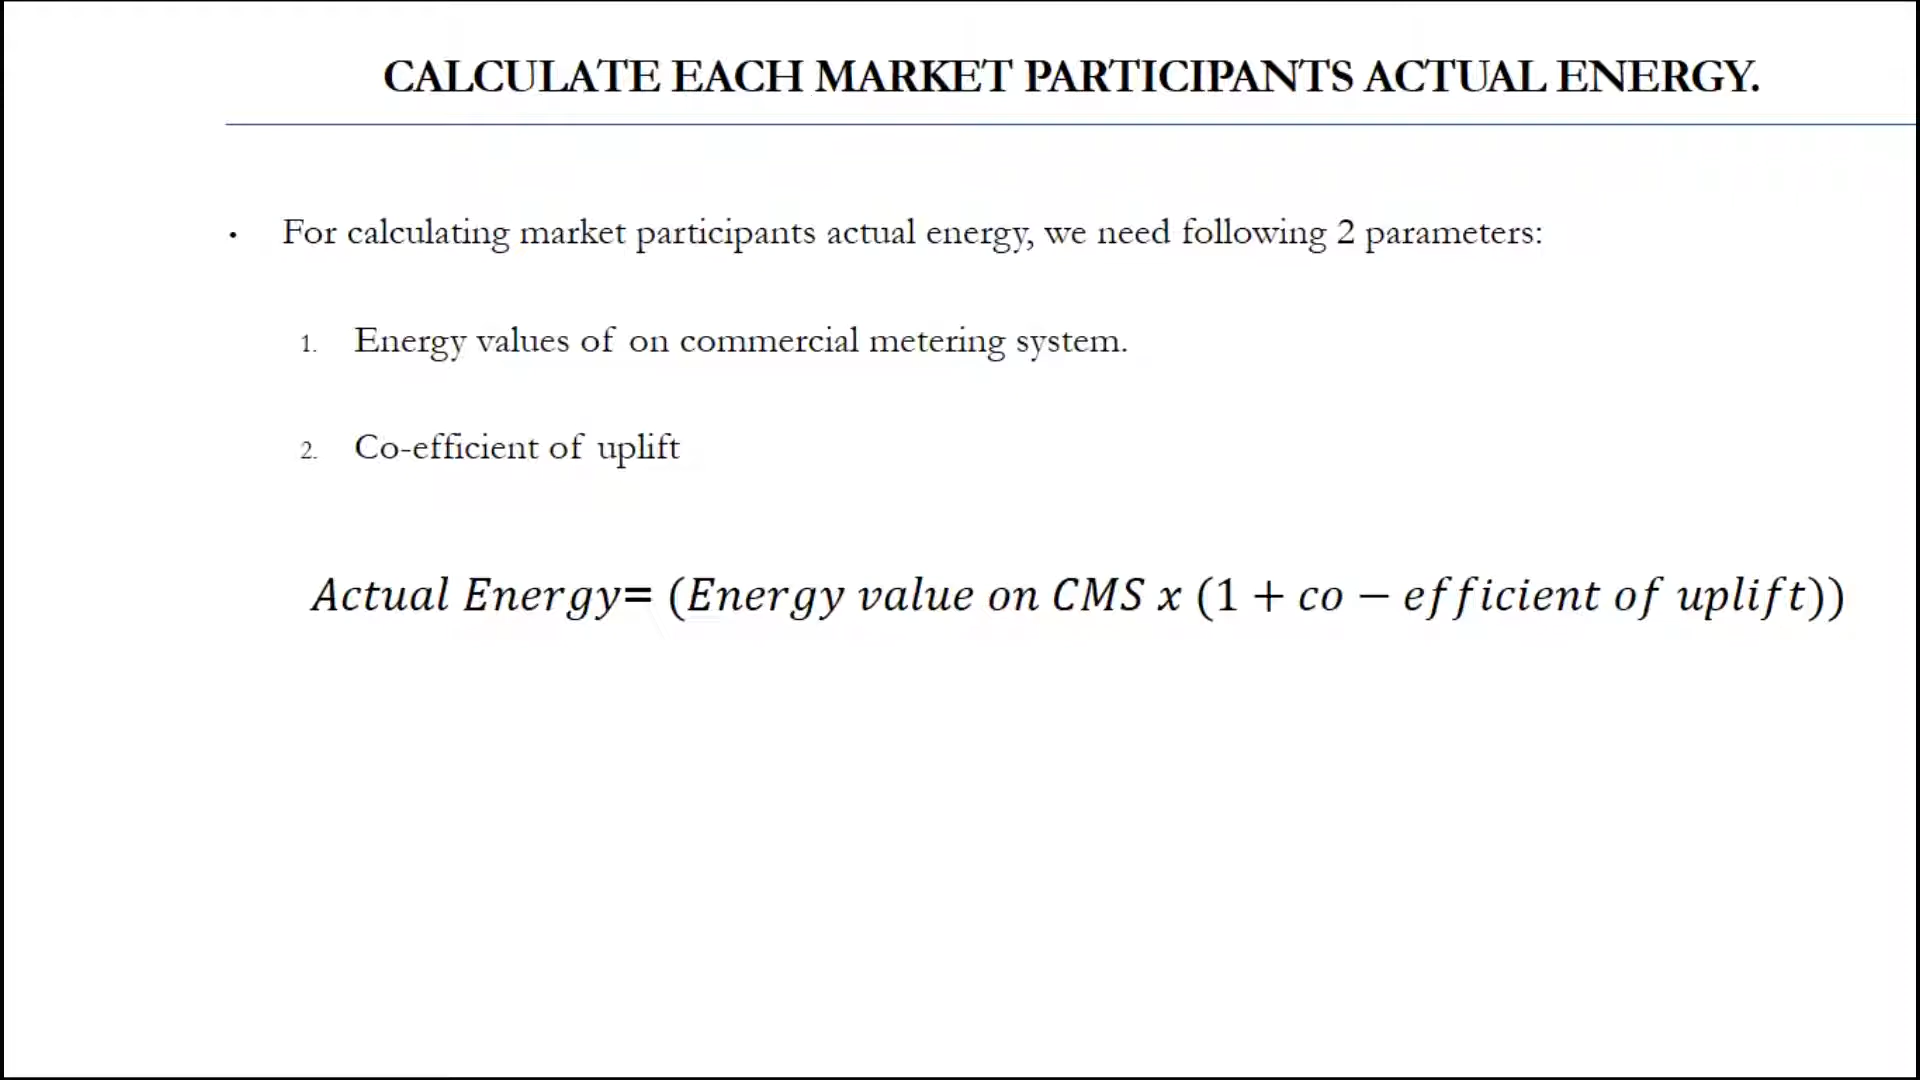 CALCULATE EACH MARKET PARTICIPANTS ACTUAL ENERGY.
• For calculating market participants actual energy, we need following 2 parameters:
1. Energy values of on commercial metering system.
2. Co-efficient of uplift
Actual Energy= (Energy value on CMS x (1 + co − efficient of uplift))